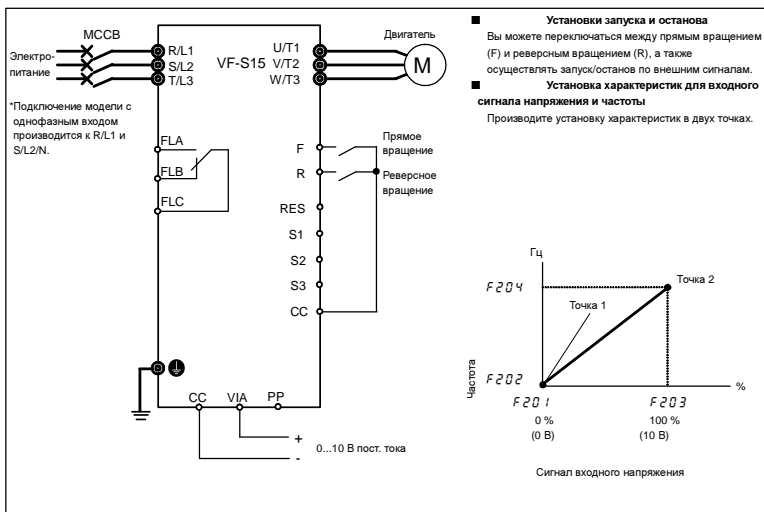 MCCB
Электро-
питание
R/L1
S/L2
T/L3
VF-S15
U/T1
V/T2
W/T3
Двигатель
M
*Подключение модели с
однофазным входом
производится к R/L1 и
S/L2/N.
FLA
FLB
FLC
F
R
RES
S1
S2
S3
CC
Прямое
вращение
Реверсное
вращение
CC
VIA
PP
+
-
0...10 В пост. тока
■ Установки запуска и останова
Вы можете переключаться между прямым вращением
(F) и реверсным вращением (R), а также
осуществлять запуск/останов по внешним сигналам.
■ Установка характеристик для входного
сигнала напряжения и частоты
Производите установку характеристик в двух точках.
Гц
F204
Точка 2
Точка 1
Частота
F202
%
F201
F203
0 %
100 %
(0 В)
(10 В)
Сигнал входного напряжения